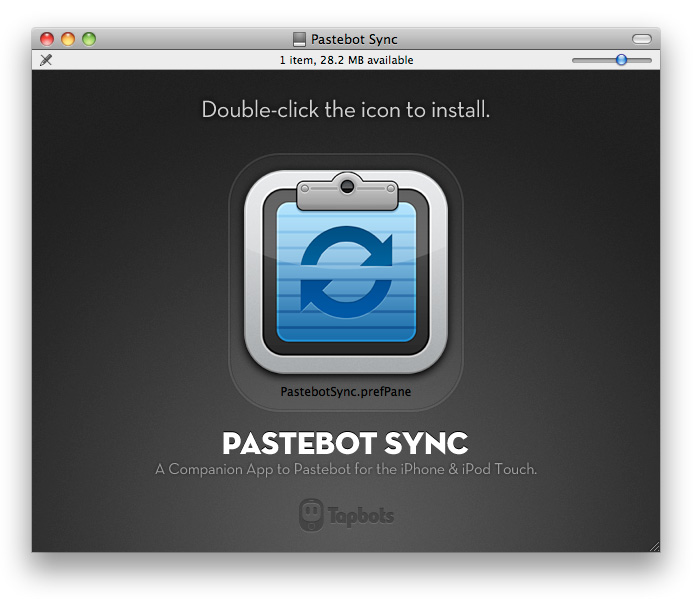 Pastebot Sync
1 item, 28.2 MB available
Double-click the icon to install.
PastebotSync.prefPane
PASTEBOT SYNC
A Companion App to Pastebot for the iPhone & iPod Touch.
Tapbots